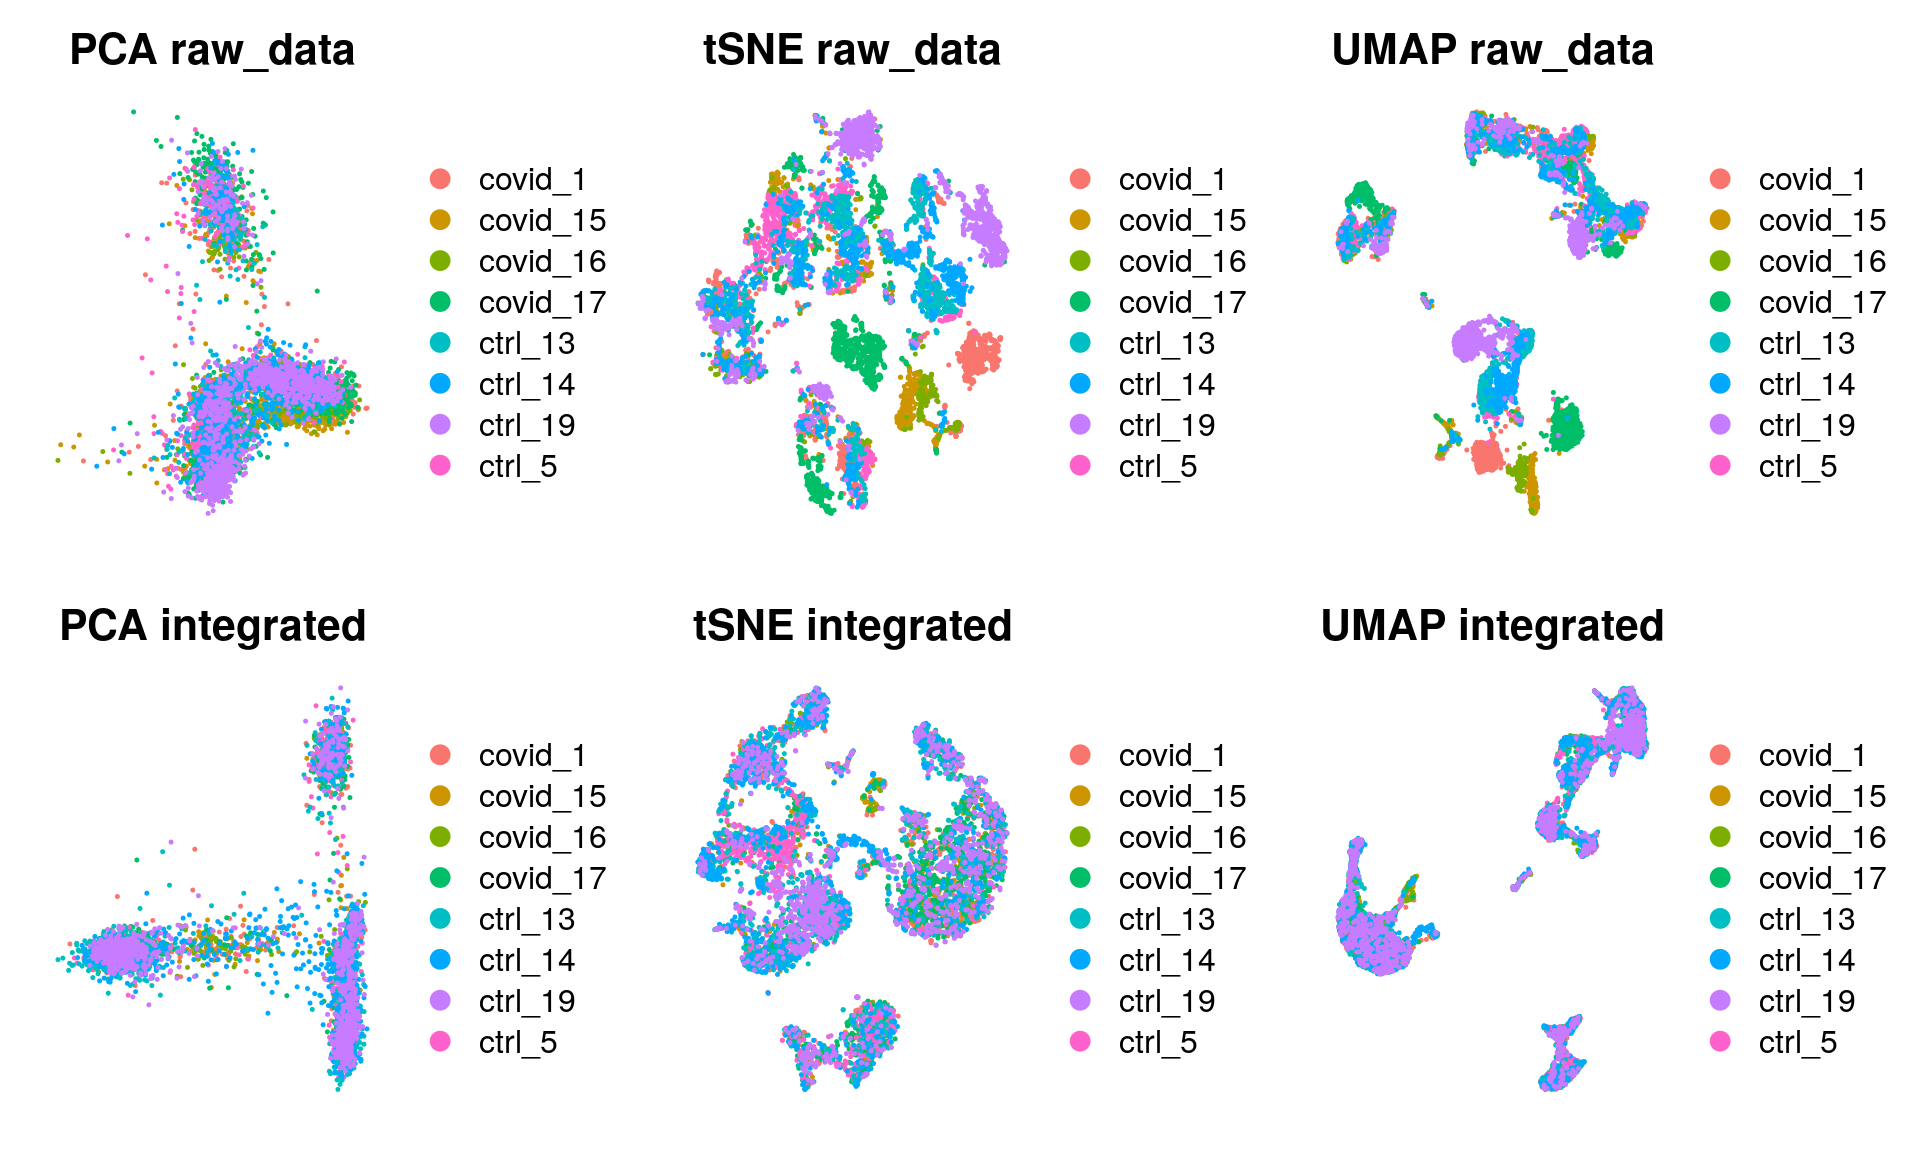 PCA raw_data
covid_1
covid_15
covid_16
covid_17
ctrl_13
ctrl_14
ctrl_19
ctrl_5
tSNE raw_data
covid_1
covid_15
covid_16
covid_17
ctrl_13
ctrl_14
ctrl_19
ctrl_5
UMAP raw_data
covid_1
covid_15
covid_16
covid_17
ctrl_13
ctrl_14
ctrl_19
ctrl_5
PCA integrated
covid_1
covid_15
covid_16
covid_17
ctrl_13
ctrl_14
ctrl_19
ctrl_5
tSNE integrated
covid_1
covid_15
covid_16
covid_17
ctrl_13
ctrl_14
ctrl_19
ctrl_5
UMAP integrated
covid_1
covid_15
covid_16
covid_17
ctrl_13
ctrl_14
ctrl_19
ctrl_5